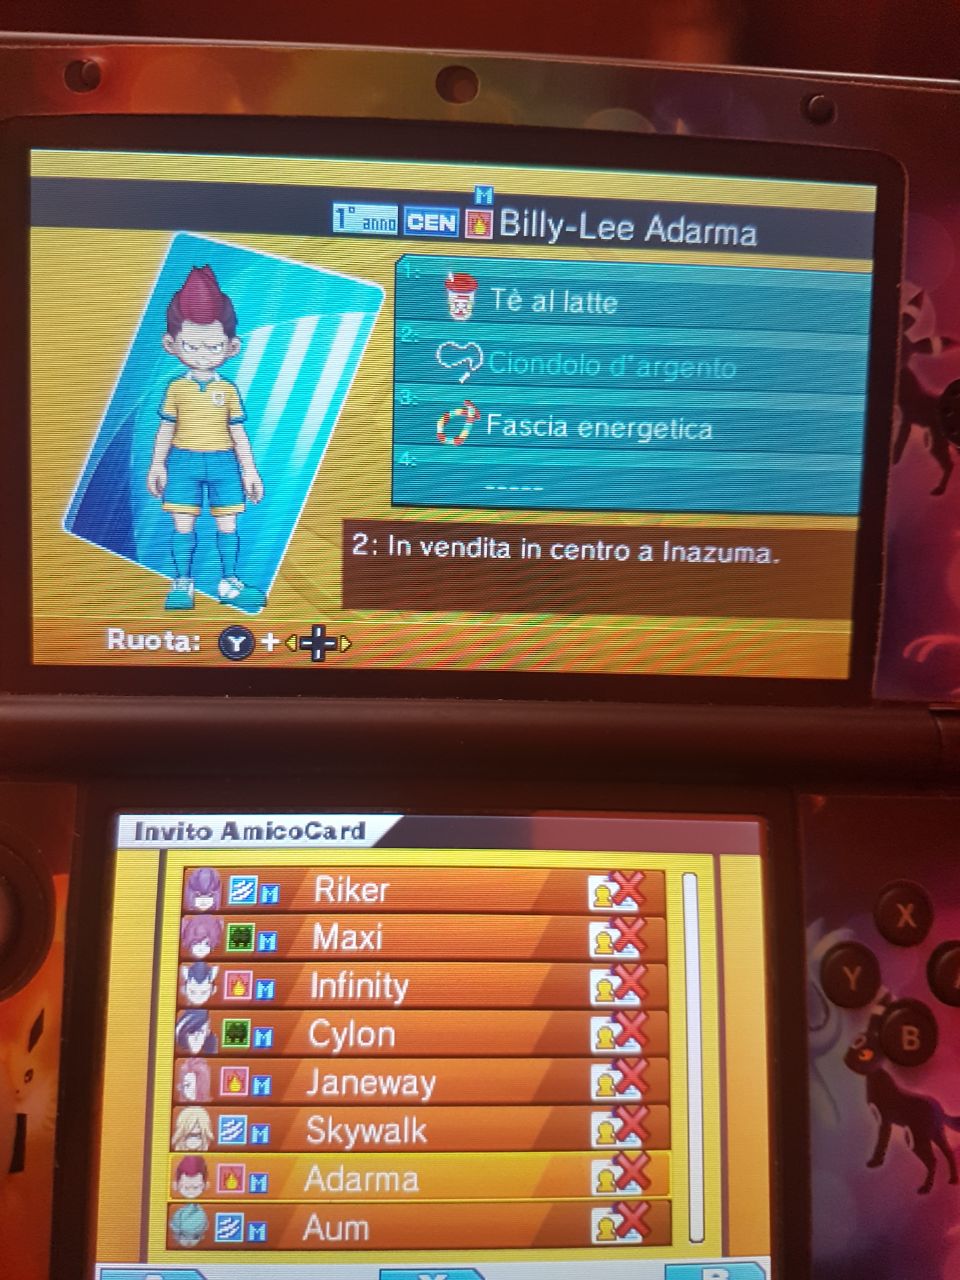 M
1° anno CEN Billy-Lee Adarma
1: Tè al latte
2: Ciondolo d'argento
3: Fascia energetica
4: -----
2: In vendita in centro a Inazuma.
Ruota: Y +
Invito AmicoCard
M Riker
M Maxi
M Infinity
M Cylon
M Janeway
M Skywalk
M Adarma
M Aum
X
Y
B